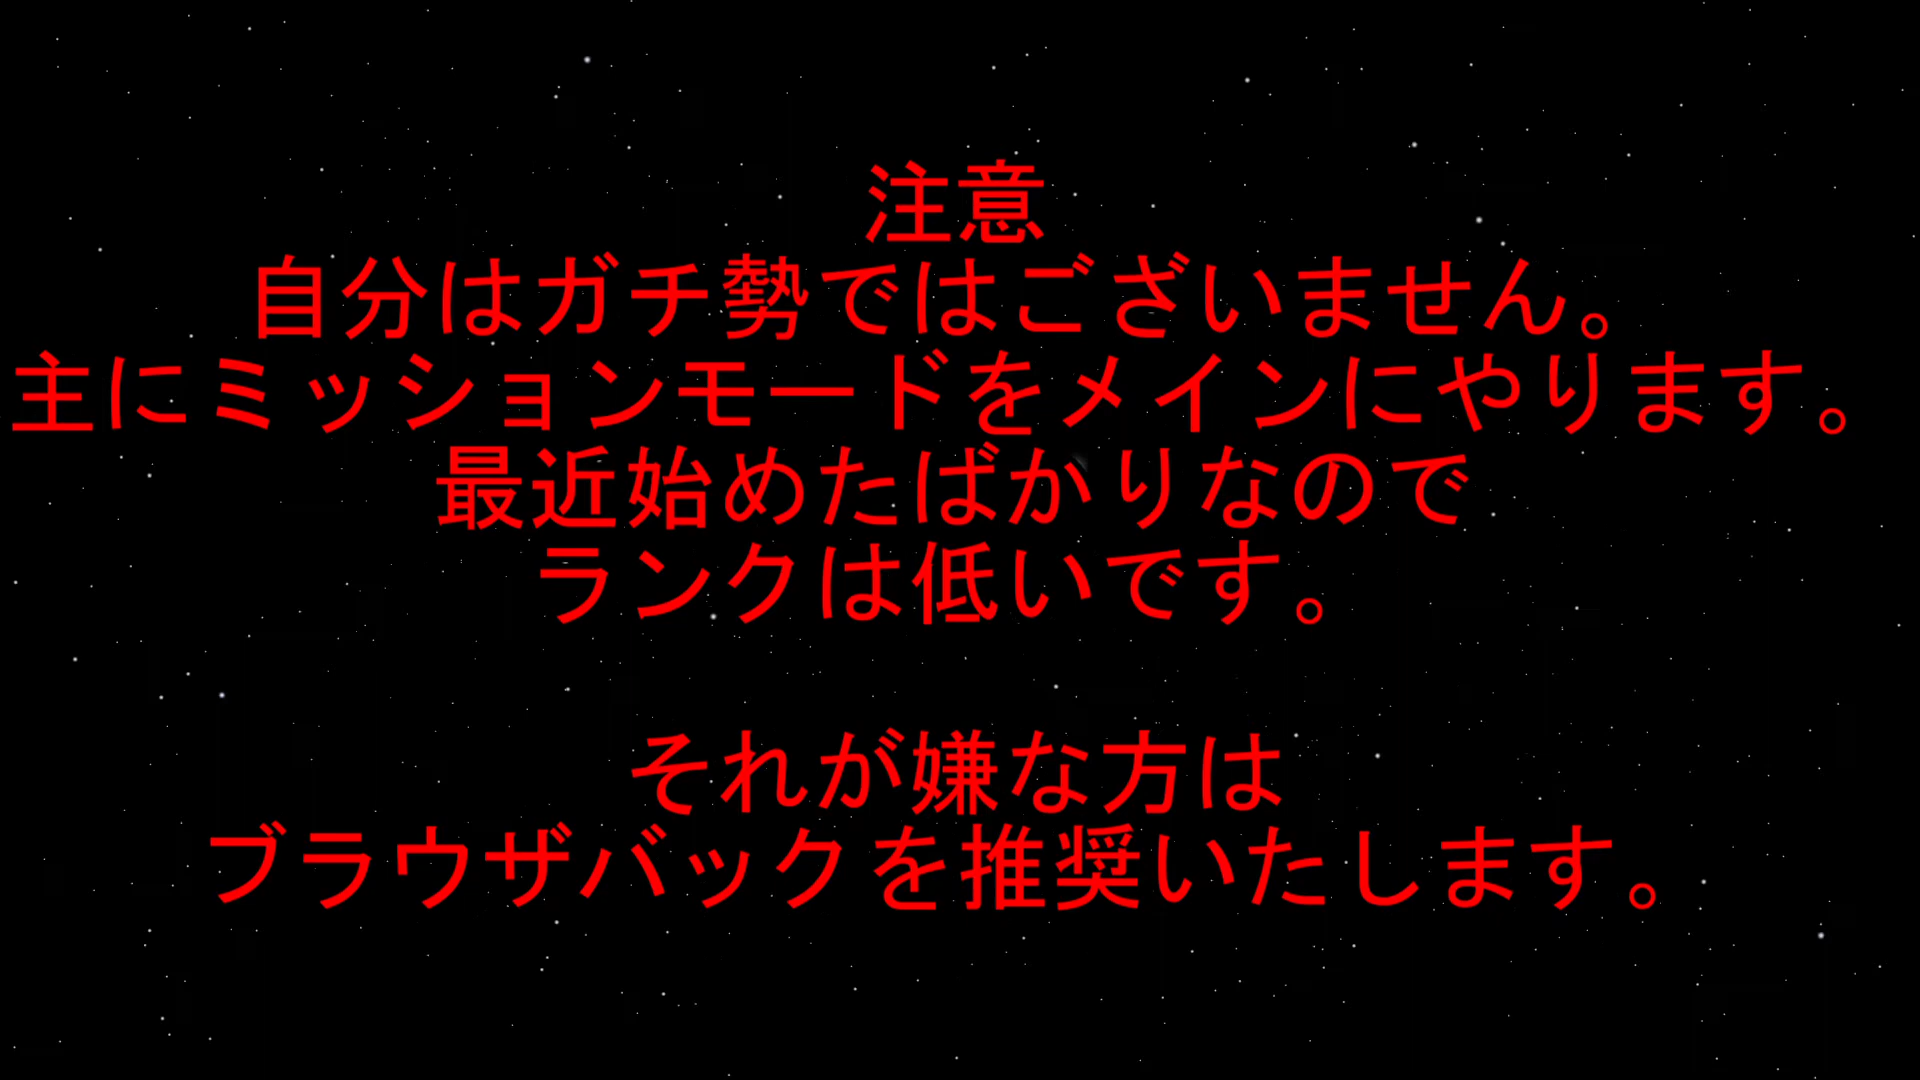 注意
自分はガチ勢ではございません。
主にミッションモードをメインにやります。
最近始めたばかりなので
ランクは低いです。
それが嫌な方は
ブラウザバックを推奨いたします。